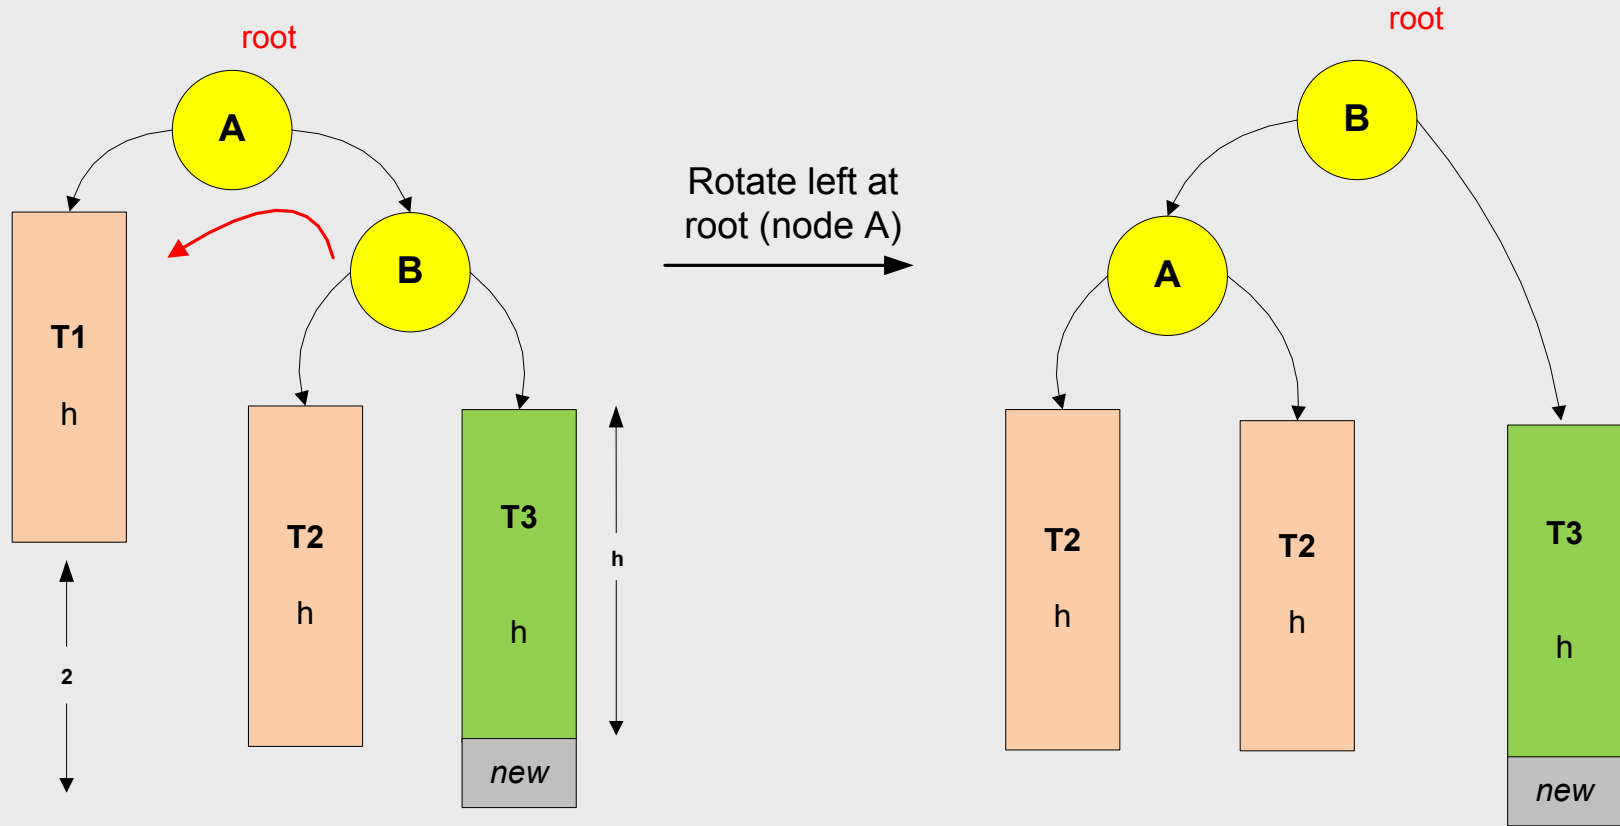 root
A
B
T1
h
T2
h
T3
h
new
h
2
Rotate left at
root (node A)
root
B
A
T2
h
T2
h
T3
h
new